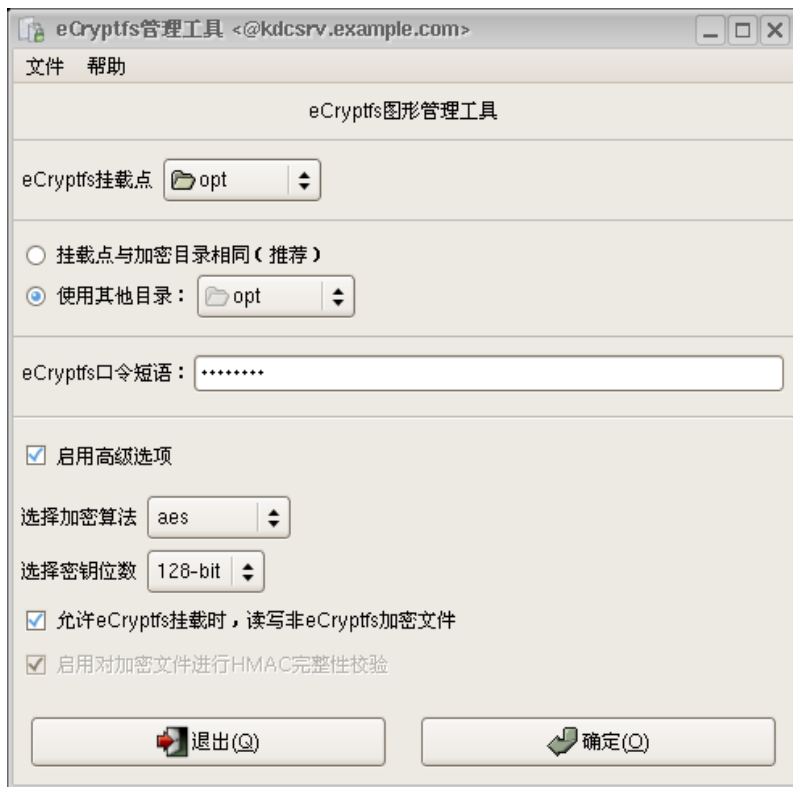 eCryptfs管理工具 <@kdcsrv.example.com>
文件 帮助
eCryptfs图形管理工具
eCryptfs挂载点 opt
挂载点与加密目录相同(推荐)
使用其他目录: opt
eCryptfs口令短语: ••••••••
启用高级选项
选择加密算法 aes
选择密钥位数 128-bit
允许eCryptfs挂载时,读写非eCryptfs加密文件
启用对加密文件进行HMAC完整性校验
退出(Q) 确定(O)